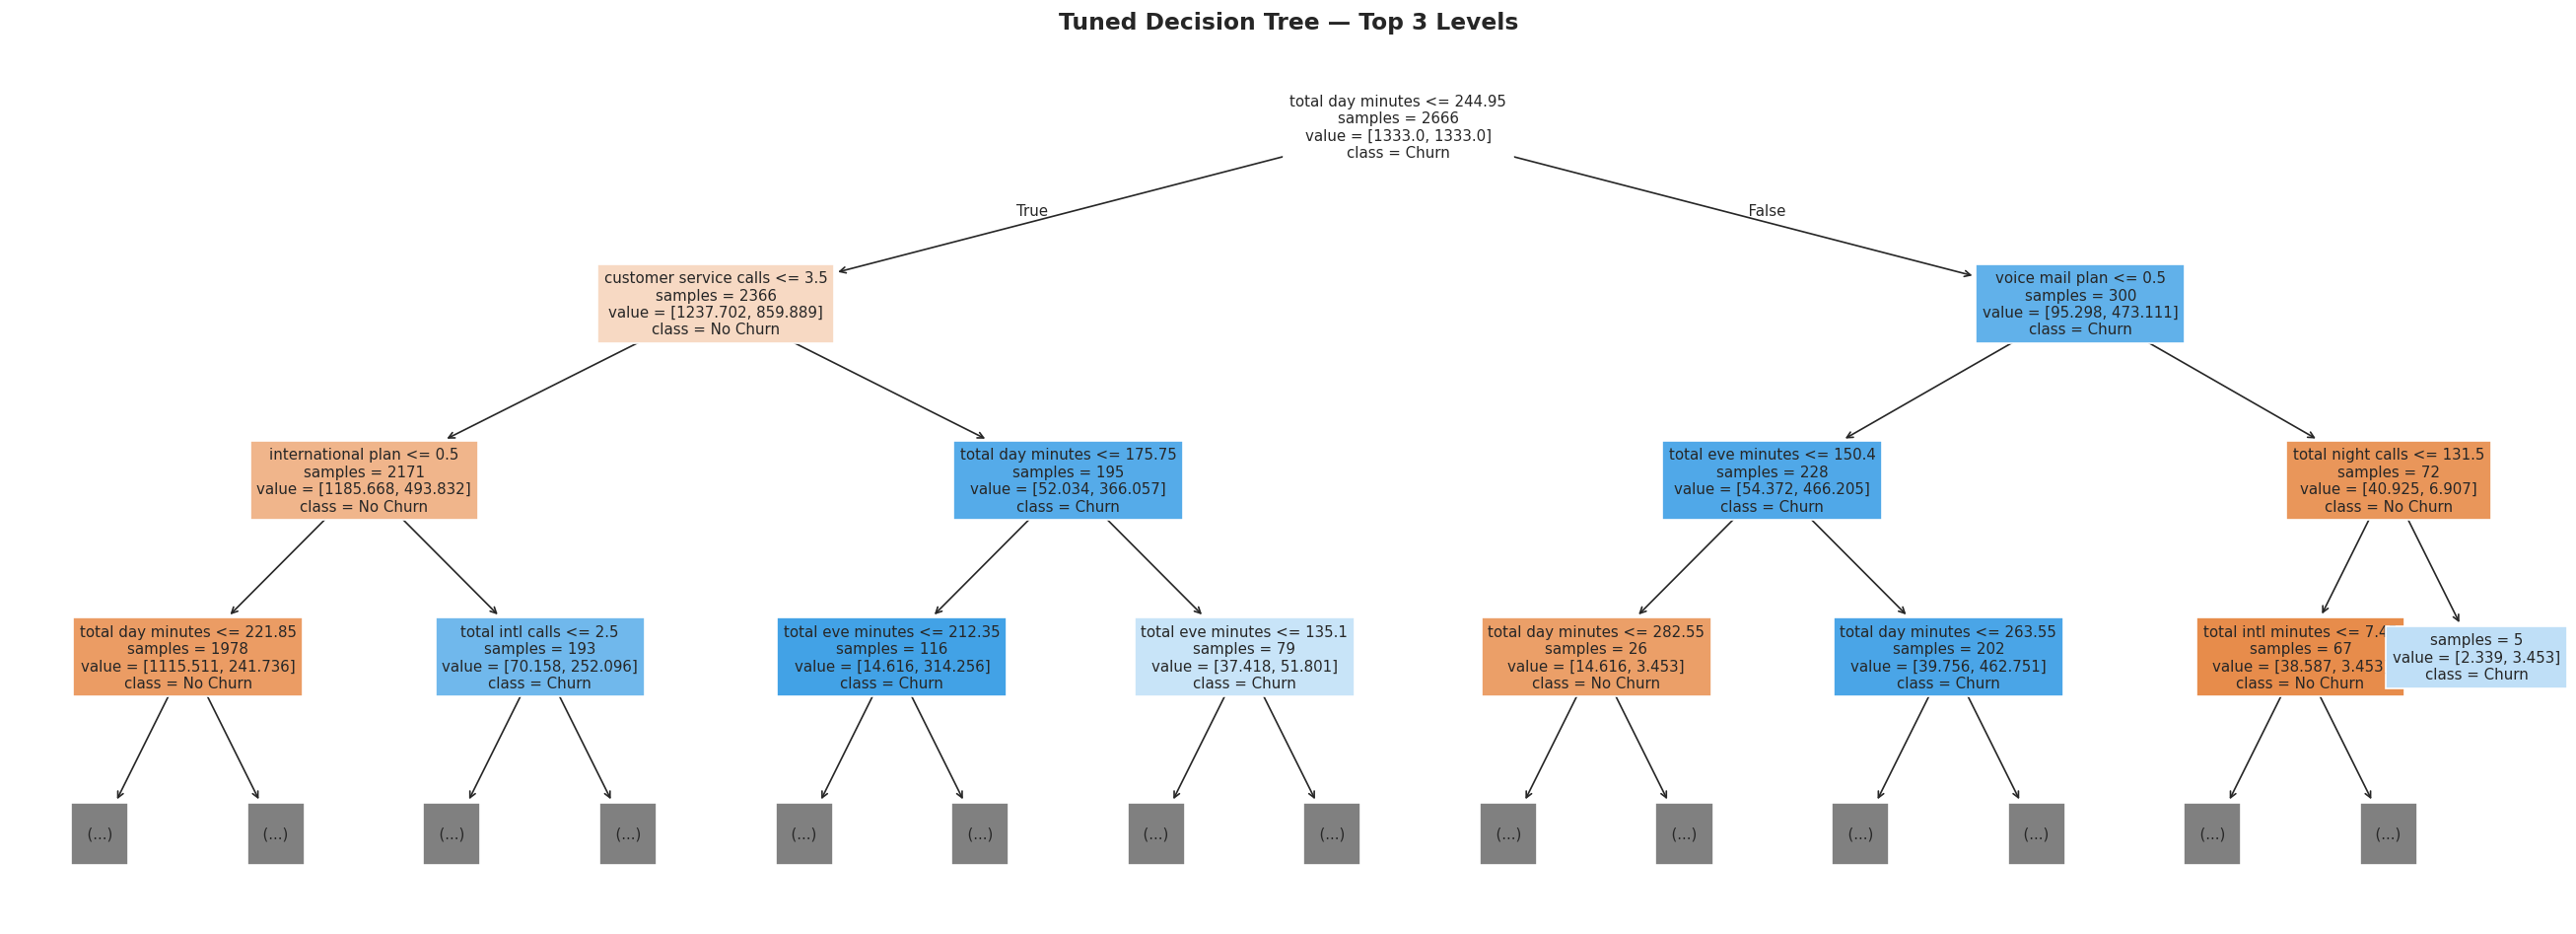 Tuned Decision Tree — Top 3 Levels
total day minutes <= 244.95
samples = 2666
value = [1333.0, 1333.0]
class = Churn
True
False
customer service calls <= 3.5
samples = 2366
value = [1237.702, 859.889]
class = No Churn
voice mail plan <= 0.5
samples = 300
value = [95.298, 473.111]
class = Churn
international plan <= 0.5
samples = 2171
value = [1185.668, 493.832]
class = No Churn
total day minutes <= 175.75
samples = 195
value = [52.034, 366.057]
class = Churn
total eve minutes <= 150.4
samples = 228
value = [54.372, 466.205]
class = Churn
total night calls <= 131.5
samples = 72
value = [40.925, 6.907]
class = No Churn
total day minutes <= 221.85
samples = 1978
value = [1115.511, 241.736]
class = No Churn
total intl calls <= 2.5
samples = 193
value = [70.158, 252.096]
class = Churn
total eve minutes <= 212.35
samples = 116
value = [14.616, 314.256]
class = Churn
total eve minutes <= 135.1
samples = 79
value = [37.418, 51.801]
class = Churn
total day minutes <= 282.55
samples = 26
value = [14.616, 3.453]
class = No Churn
total day minutes <= 263.55
samples = 202
value = [39.756, 462.751]
class = Churn
total intl minutes <= 7.4
samples = 67
value = [38.587, 3.453
class = No Churn
samples = 5
value = [2.339, 3.453]
class = Churn
(...)
(...)
(...)
(...)
(...)
(...)
(...)
(...)
(...)
(...)
(...)
(...)
(...)
(...)